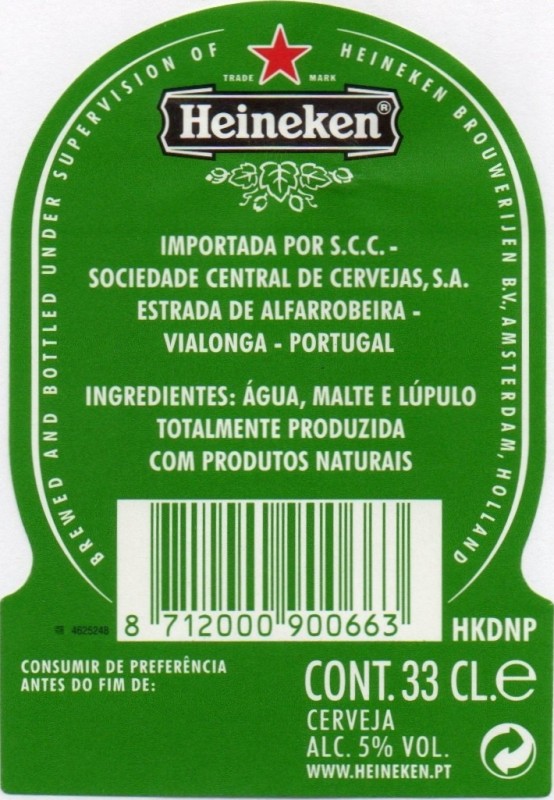 BREWED AND BOTTLED UNDER SUPERVISION OF HEINEKEN BROUWERIJEN B.V., AMSTERDAM, HOLLAND
TRADE MARK
Heineken®
IMPORTADA POR S.C.C. -
SOCIEDADE CENTRAL DE CERVEJAS, S.A.
ESTRADA DE ALFARROBEIRA -
VIALONGA - PORTUGAL
INGREDIENTES: ÁGUA, MALTE E LÚPULO
TOTALMENTE PRODUZIDA
COM PRODUTOS NATURAIS
4625248
8 712000 900663
HKDNP
CONSUMIR DE PREFERÊNCIA
ANTES DO FIM DE:
CONT. 33 CL.℮
CERVEJA
ALC. 5% VOL.
WWW.HEINEKEN.PT